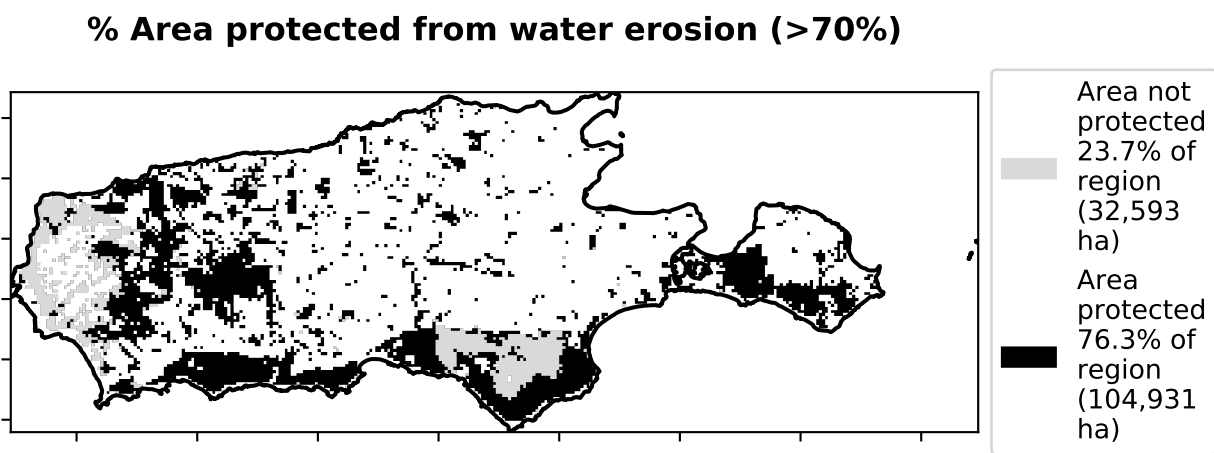 % Area protected from water erosion (>70%)
Area not
protected
23.7% of
region
(32,593
ha)
Area
protected
76.3% of
region
(104,931
ha)